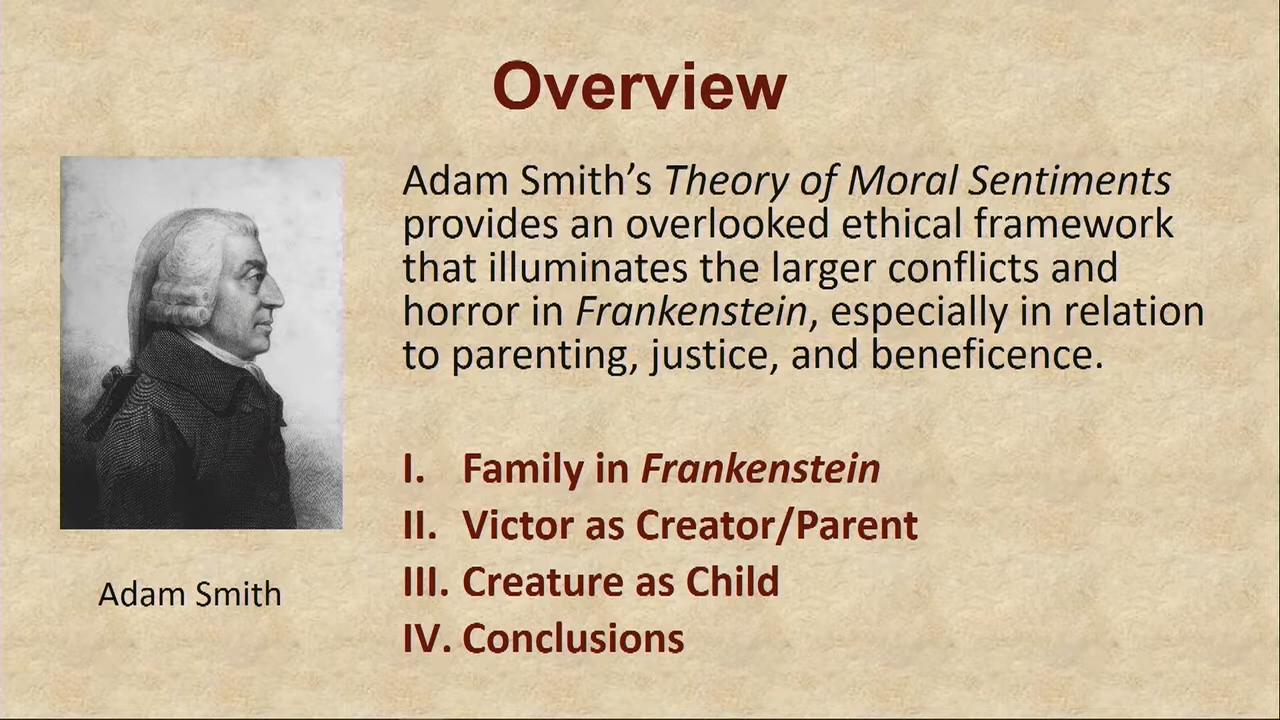 Overview
Adam Smith’s Theory of Moral Sentiments
provides an overlooked ethical framework
that illuminates the larger conflicts and
horror in Frankenstein, especially in relation
to parenting, justice, and beneficence.
I. Family in Frankenstein
II. Victor as Creator/Parent
III. Creature as Child
IV. Conclusions
Adam Smith